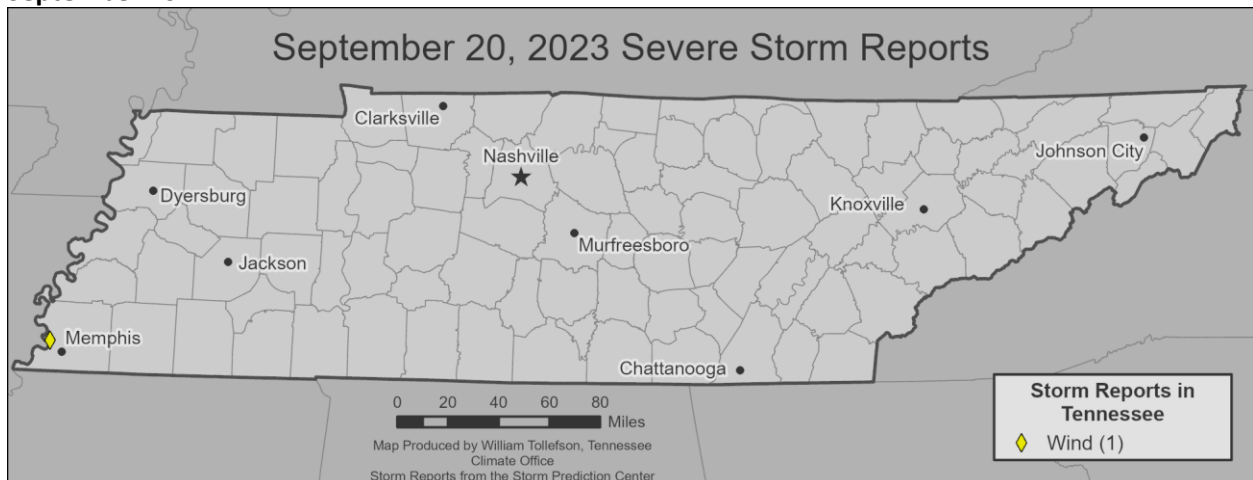 September 20, 2023 Severe Storm Reports
Clarksville
Nashville
Johnson City
Dyersburg
Knoxville
Murfreesboro
Jackson
Memphis
Chattanooga
0 20 40 60 80
Miles
Map Produced by William Tollefson, Tennessee
Climate Office
Storm Reports from the Storm Prediction Center
Storm Reports in
Tennessee
Wind (1)